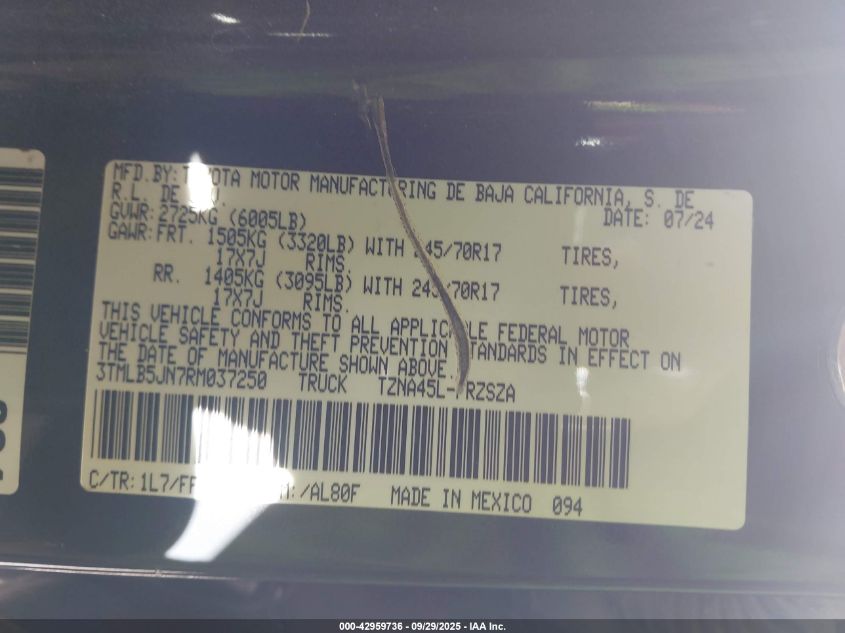 MFD. BY: TOYOTA MOTOR MANUFACTURING DE BAJA CALIFORNIA, S. DE
R.L. DE
DATE: 07/24
GVWR: 2725KG (6005LB)
GAWR: FRT. 1505KG (3320LB) WITH 245/70R17 TIRES,
17X7J RIMS.
RR. 1405KG (3095LB) WITH 245/70R17 TIRES,
17X7J RIMS.
THIS VEHICLE CONFORMS TO ALL APPLICABLE FEDERAL MOTOR
VEHICLE SAFETY AND THEFT PREVENTION STANDARDS IN EFFECT ON
THE DATE OF MANUFACTURE SHOWN ABOVE.
3TMLB5JN7RM037250 TRUCK
C/TR: 1L7/ /AL80F MADE IN MEXICO 094
000-42959736 - 09/29/2025 - IAA Inc.